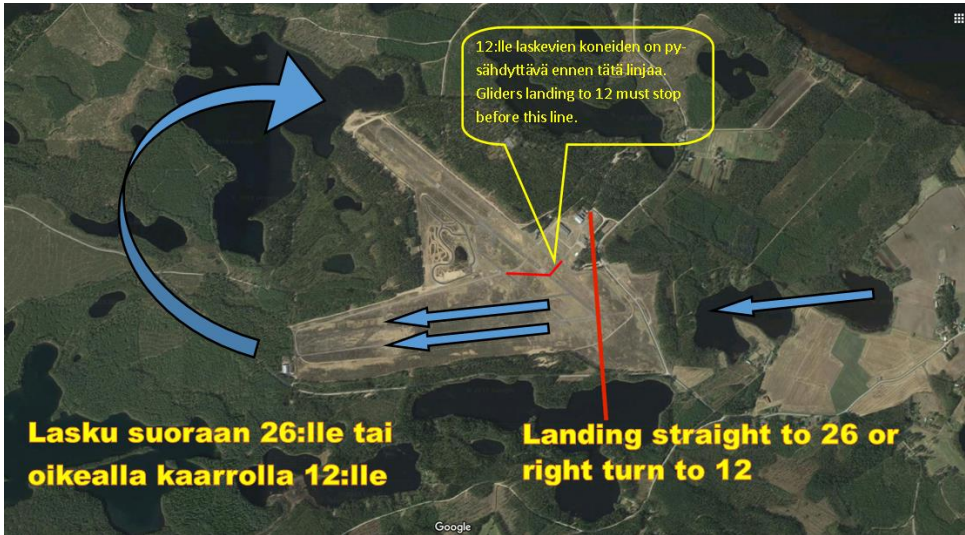 12:lle laskevien koneiden on py-
sähdyttävä ennen tätä linjaa.
Gliders landing to 12 must stop
before this line.
Lasku suoraan 26:lle tai
oikealla kaarrolla 12:lle
Landing straight to 26 or
right turn to 12
Google